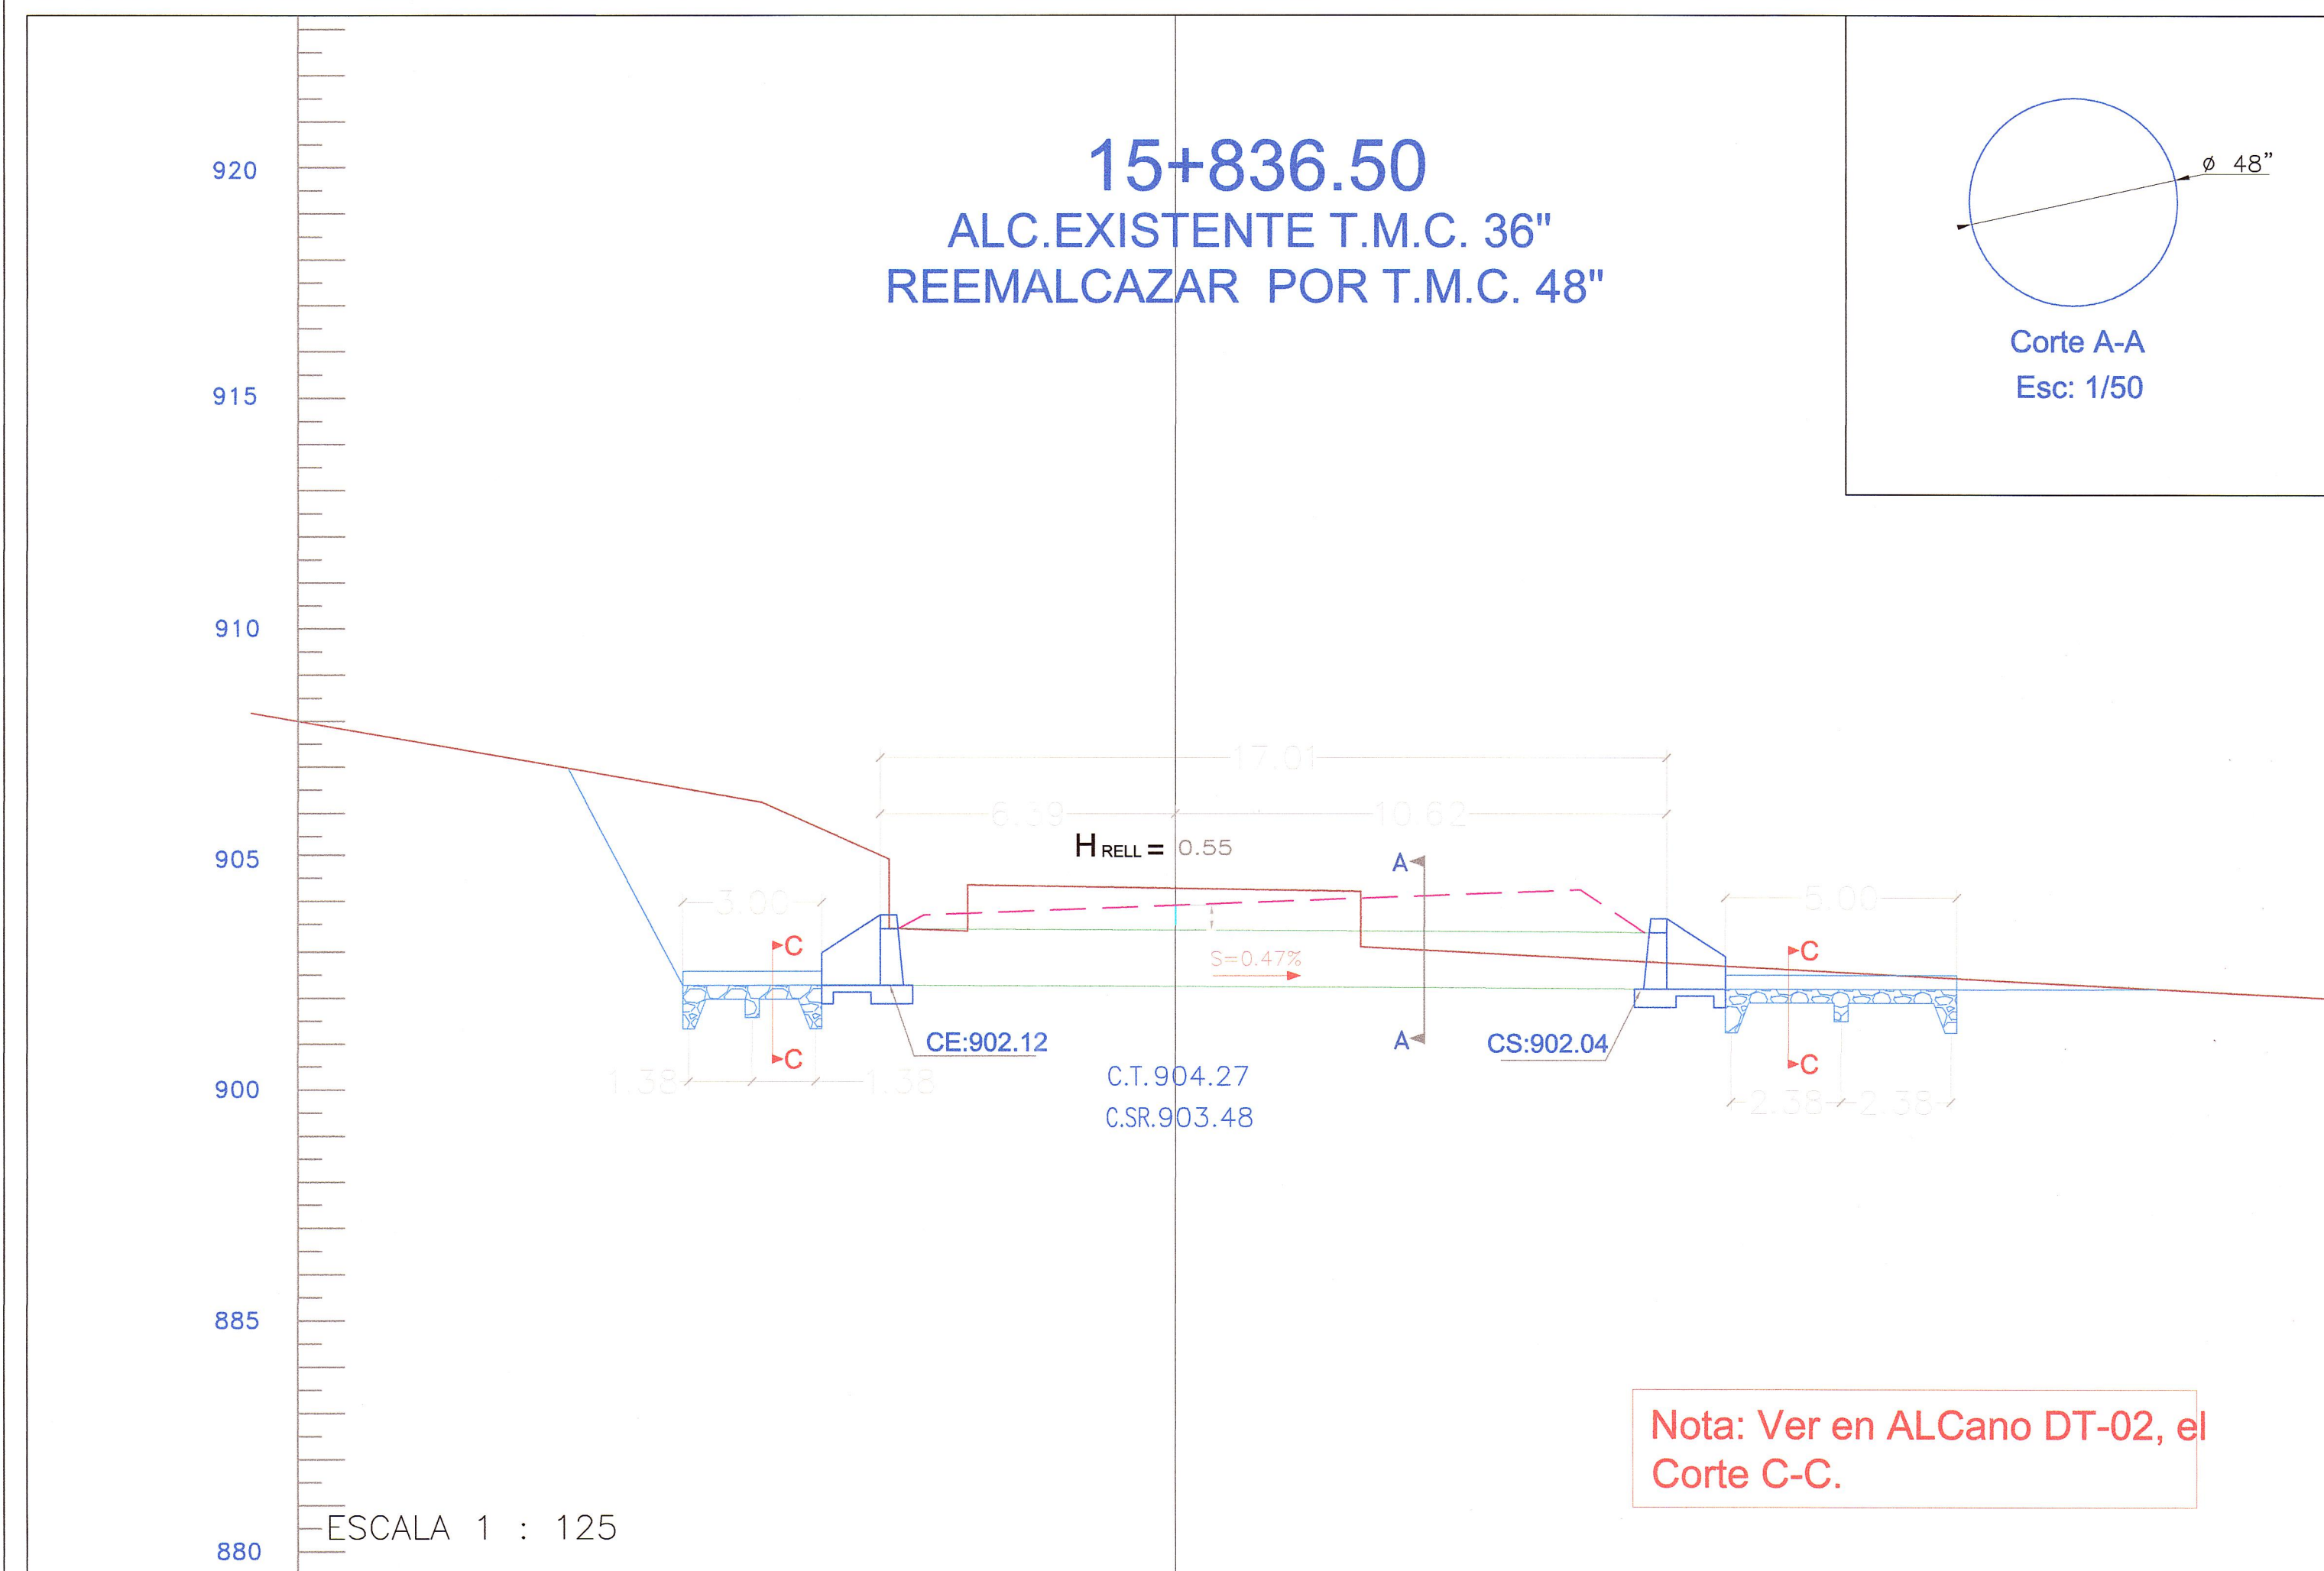 15+836.50
ALC.EXISTENTE T.M.C. 36"
REEMALCAZAR POR T.M.C. 48"
ø 48"
Corte A-A
Esc: 1/50
920
915
910
905
900
885
880
17.01
6.39
10.62
H RELL = 0.55
A
A
3.00
5.00
C
C
C
C
S=0.47%
CE:902.12
CS:902.04
1.38
1.38
2.38
2.38
C.T.904.27
C.SR.903.48
Nota: Ver en ALCano DT-02, el
Corte C-C.
ESCALA 1 : 125